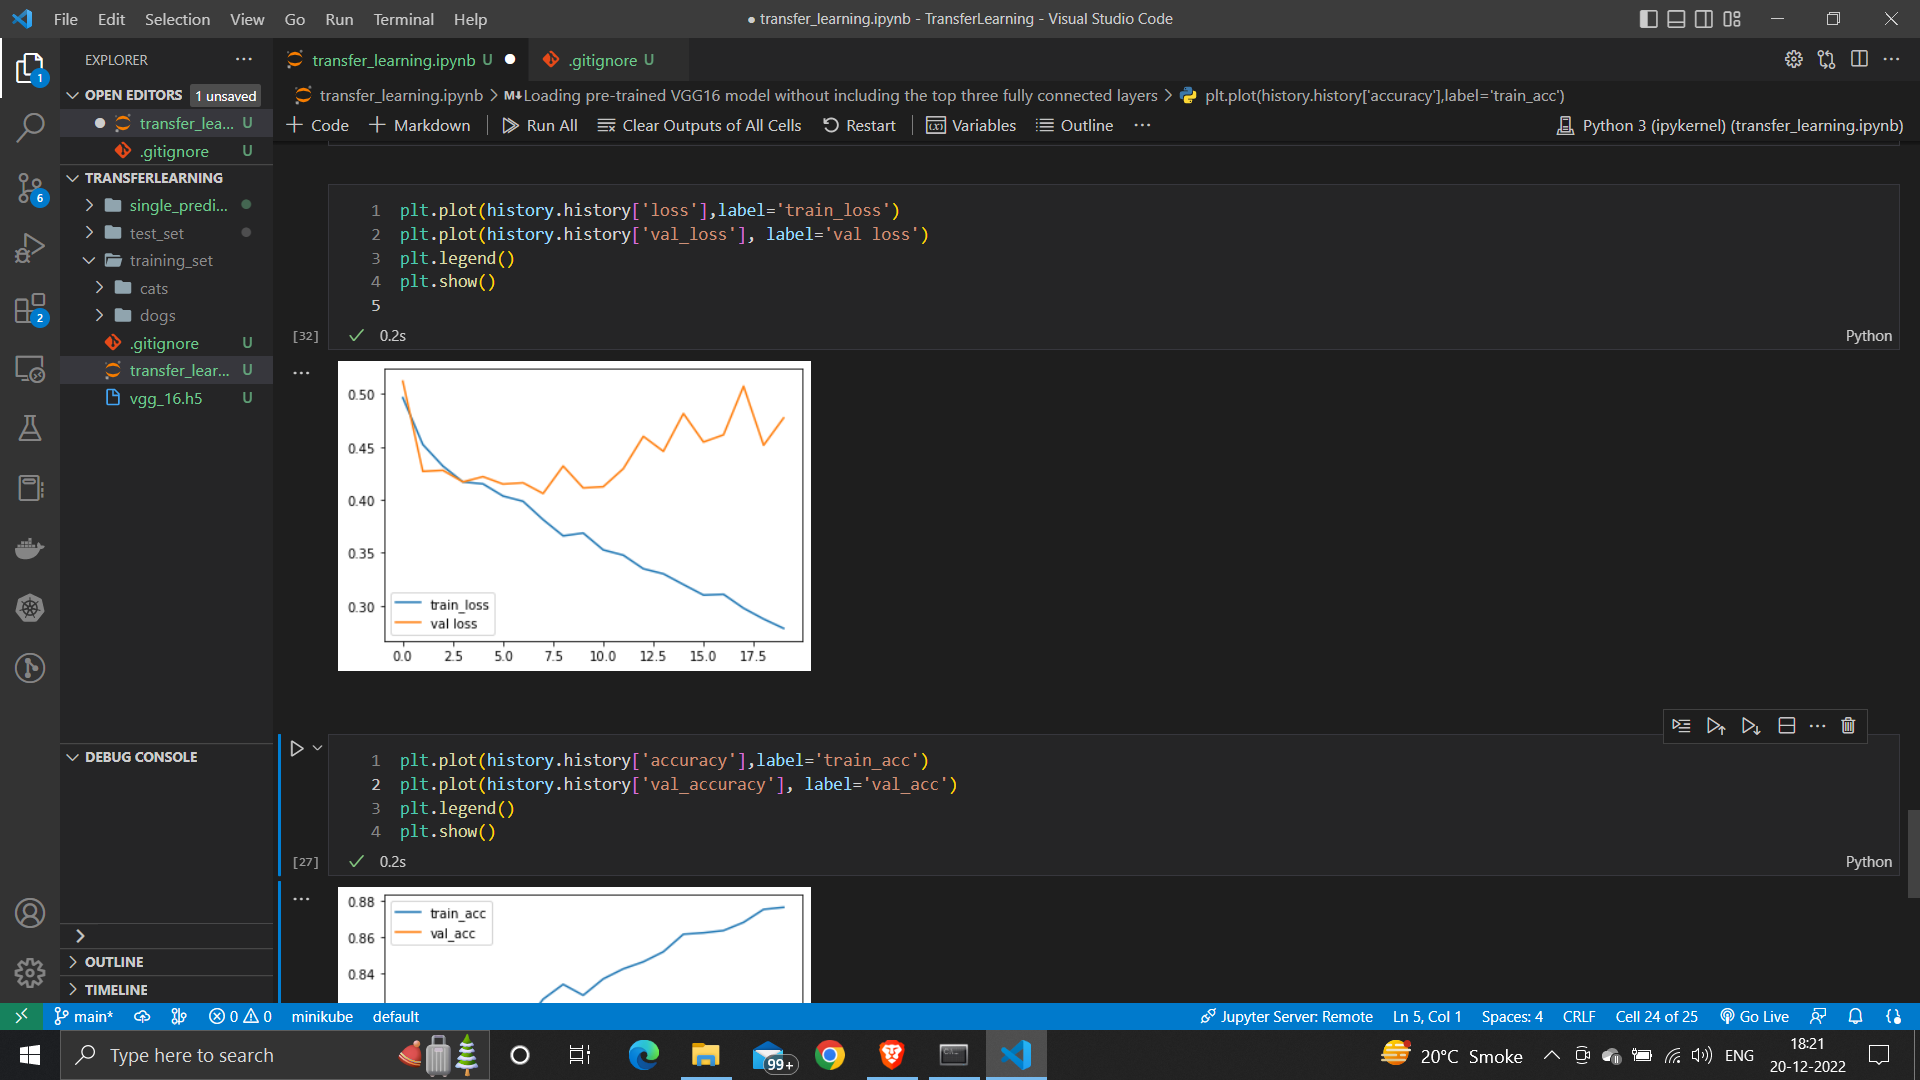 File Edit Selection View Go Run Terminal Help
● transfer_learning.ipynb - TransferLearning - Visual Studio Code
1
EXPLORER
OPEN EDITORS 1 unsaved
transfer_lea... U
.gitignore U
TRANSFERLEARNING
single_predi...
test_set
training_set
cats
dogs
.gitignore U
transfer_lear... U
vgg_16.h5 U
6
2
DEBUG CONSOLE
OUTLINE
TIMELINE
transfer_learning.ipynb U
.gitignore U
transfer_learning.ipynb > M↓Loading pre-trained VGG16 model without including the top three fully connected layers > plt.plot(history.history['accuracy'],label='train_acc')
+ Code + Markdown Run All Clear Outputs of All Cells Restart Variables Outline ... Python 3 (ipykernel) (transfer_learning.ipynb)
1 plt.plot(history.history['loss'],label='train_loss')
2 plt.plot(history.history['val_loss'], label='val loss')
3 plt.legend()
4 plt.show()
5
[32] 0.2s Python
0.50
0.45
0.40
0.35
0.30
train_loss
val loss
0.0 2.5 5.0 7.5 10.0 12.5 15.0 17.5
1 plt.plot(history.history['accuracy'],label='train_acc')
2 plt.plot(history.history['val_accuracy'], label='val_acc')
3 plt.legend()
4 plt.show()
[27] 0.2s Python
0.88
0.86
0.84
train_acc
val_acc
main* 0 0 minikube default Jupyter Server: Remote Ln 5, Col 1 Spaces: 4 CRLF Cell 24 of 25 Go Live
Type here to search
99+
20°C Smoke ENG
18:21
20-12-2022